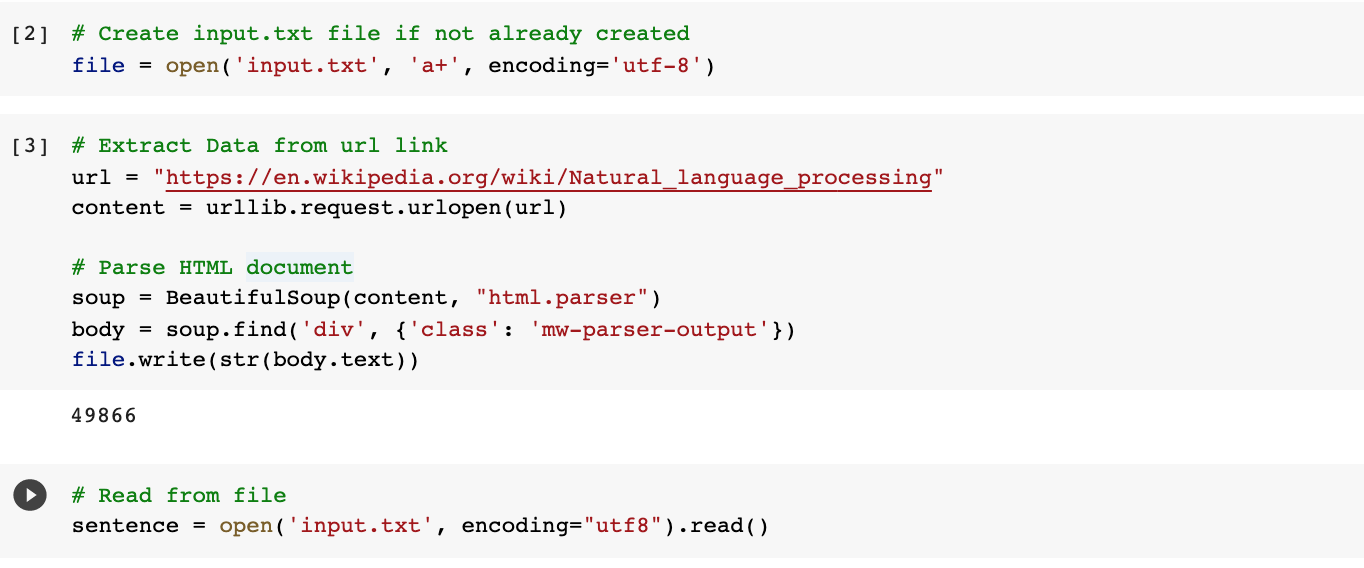 [2] # Create input.txt file if not already created
file = open('input.txt', 'a+', encoding='utf-8')
[3] # Extract Data from url link
url = "https://en.wikipedia.org/wiki/Natural_language_processing"
content = urllib.request.urlopen(url)
# Parse HTML document
soup = BeautifulSoup(content, "html.parser")
body = soup.find('div', {'class': 'mw-parser-output'})
file.write(str(body.text))
49866
# Read from file
sentence = open('input.txt', encoding="utf8").read()